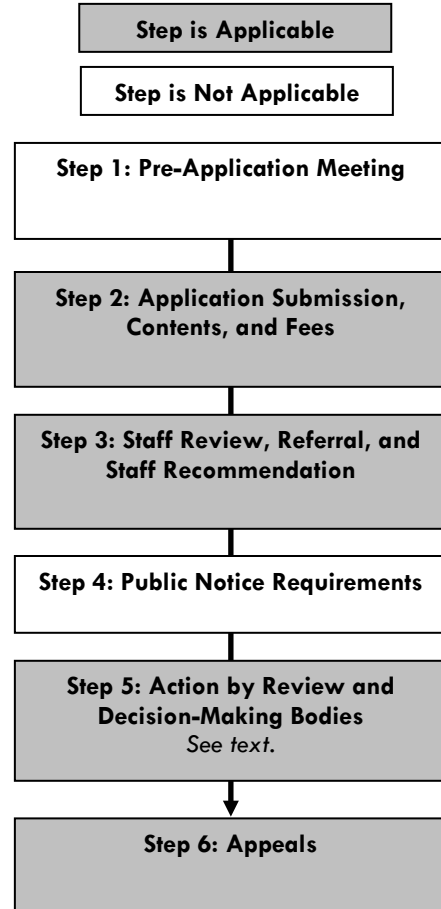 Step is Applicable
Step is Not Applicable
Step 1: Pre-Application Meeting
Step 2: Application Submission,
Contents, and Fees
Step 3: Staff Review, Referral, and
Staff Recommendation
Step 4: Public Notice Requirements
Step 5: Action by Review and
Decision-Making Bodies
See text.
Step 6: Appeals